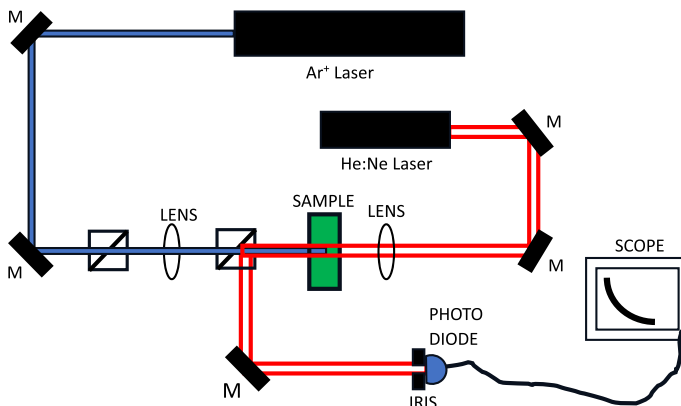 M
Ar⁺ Laser
M
He:Ne Laser
SAMPLE
LENS
LENS
SCOPE
M
M
PHOTO
DIODE
M
IRIS